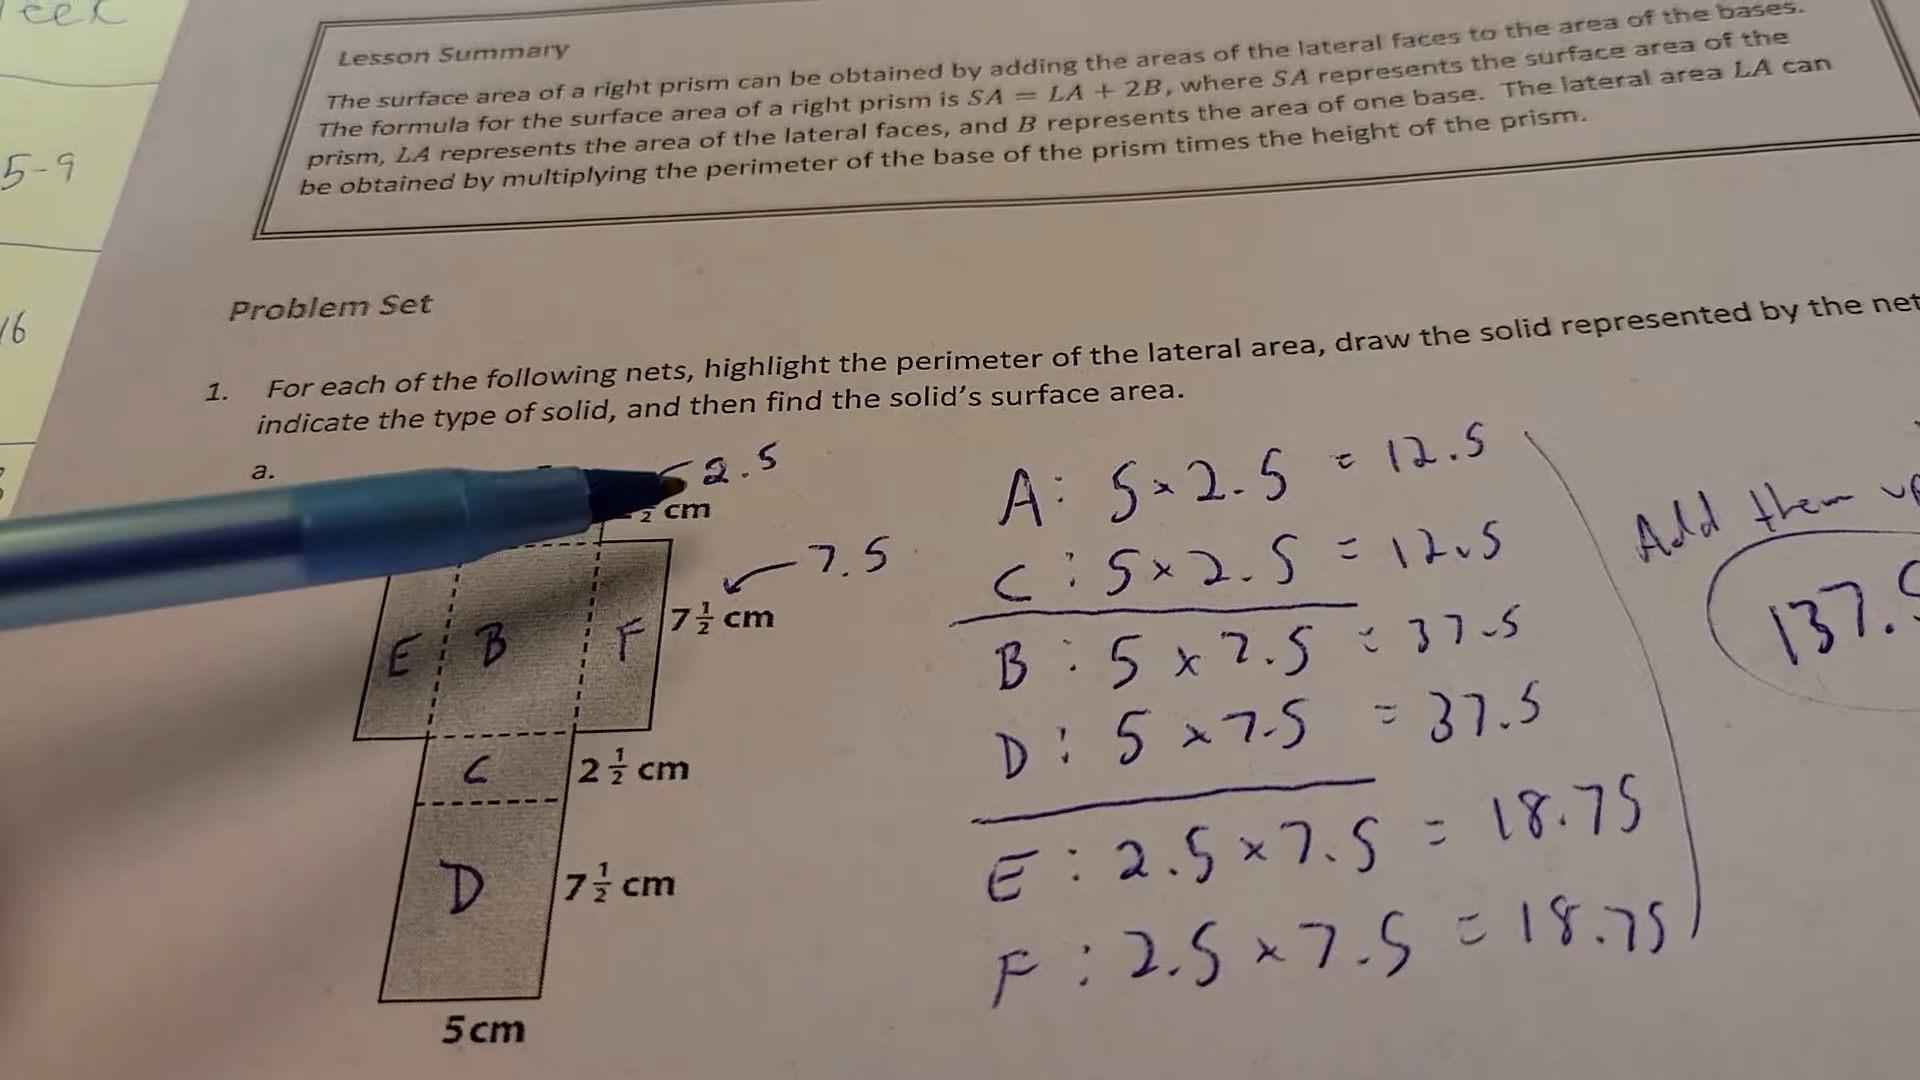 eek
5-9
16
Lesson Summary
The surface area of a right prism can be obtained by adding the areas of the lateral faces to the area of the bases.
The formula for the surface area of a right prism is SA = LA + 2B, where SA represents the surface area of the
prism, LA represents the area of the lateral faces, and B represents the area of one base. The lateral area LA can
be obtained by multiplying the perimeter of the base of the prism times the height of the prism.
Problem Set
1. For each of the following nets, highlight the perimeter of the lateral area, draw the solid represented by the net
indicate the type of solid, and then find the solid's surface area.
a.
2.5
1/2 cm
7.5
7 1/2 cm
E B F
C
2 1/2 cm
D
7 1/2 cm
5 cm
A: 5 × 2.5 = 12.5
C: 5 × 2.5 = 12.5
B: 5 × 7.5 = 37.5
D: 5 × 7.5 = 37.5
E: 2.5 × 7.5 = 18.75
F: 2.5 × 7.5 = 18.75
Add them up
137.5